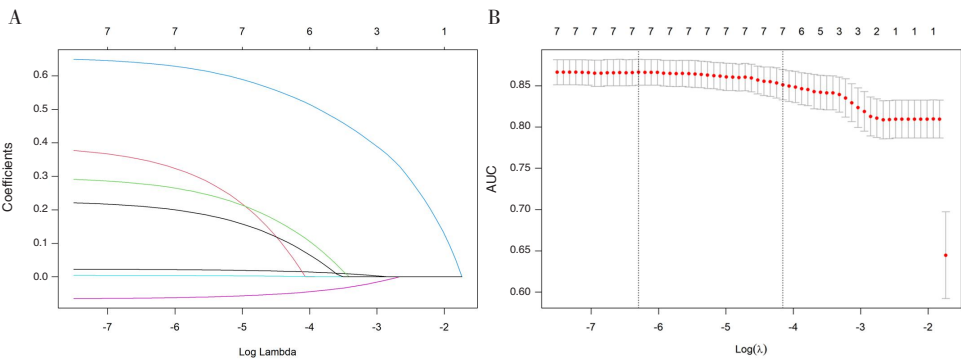 A
7 7 7 6 3 1
Coefficients
0.6
0.5
0.4
0.3
0.2
0.1
0.0
-7 -6 -5 -4 -3 -2
Log Lambda
B
7 7 7 7 7 7 7 7 7 7 7 7 7 6 5 3 3 2 1 1 1
AUC
0.85
0.80
0.75
0.70
0.65
0.60
-7 -6 -5 -4 -3 -2
Log(λ)